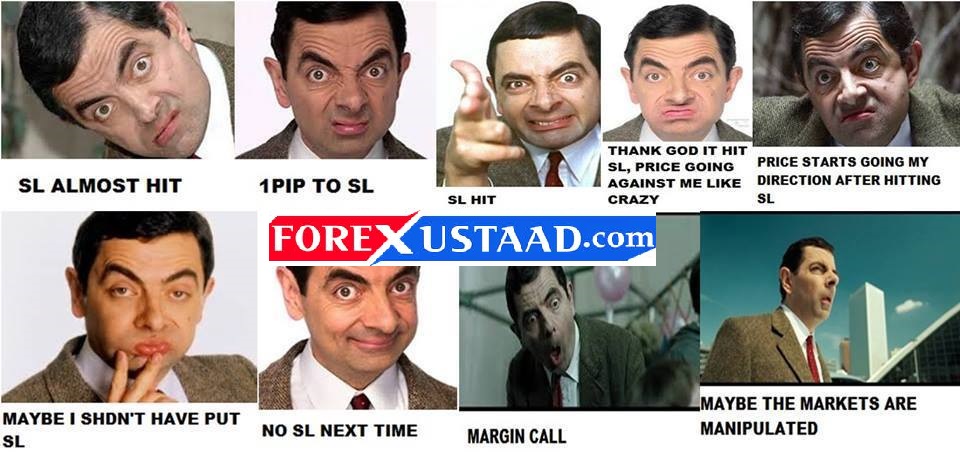 SL ALMOST HIT
1PIP TO SL
SL HIT
THANK GOD IT HIT
SL, PRICE GOING
AGAINST ME LIKE
CRAZY
PRICE STARTS GOING MY
DIRECTION AFTER HITTING
SL
FOREXUSTAAD.com
MAYBE I SHDN'T HAVE PUT
SL
NO SL NEXT TIME
MARGIN CALL
MAYBE THE MARKETS ARE
MANIPULATED